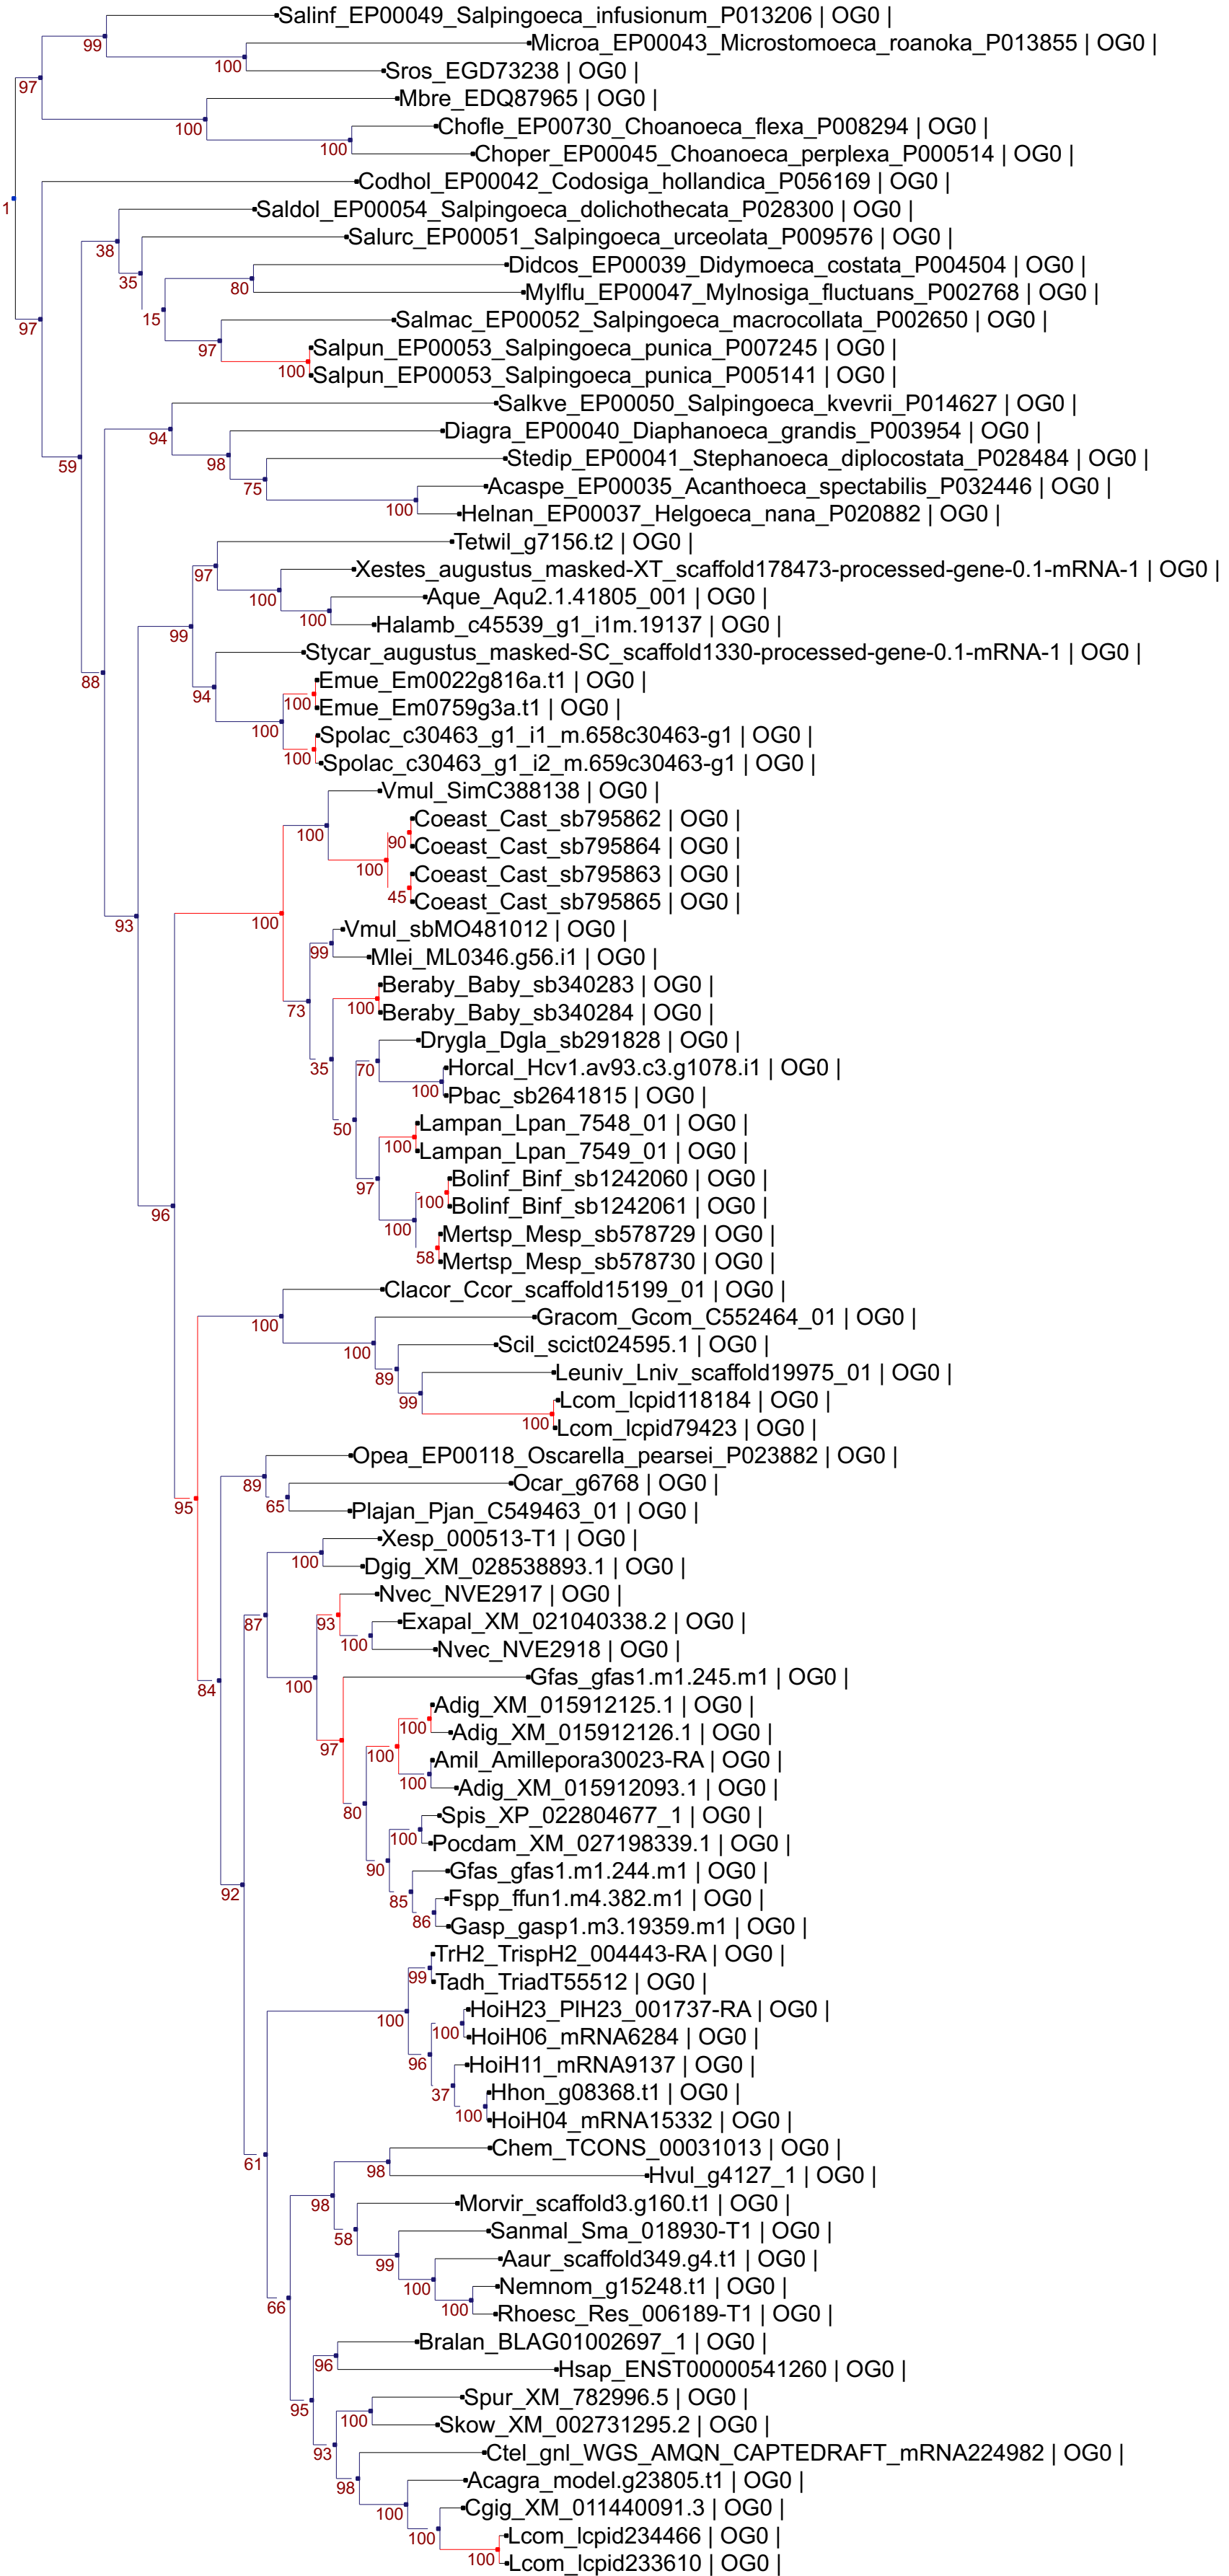 Salinf_EP00049_Salpingoeca_infusionum_P013206 | OG0 |
99
Microa_EP00043_Microstomoeca_roanoka_P013855 | OG0 |
100
Sros_EGD73238 | OG0 |
97
Mbre_EDQ87965 | OG0 |
100
Chofle_EP00730_Choanoeca_flexa_P008294 | OG0 |
100
Choper_EP00045_Choanoeca_perplexa_P000514 | OG0 |
Codhol_EP00042_Codosiga_hollandica_P056169 | OG0 |
1
Saldol_EP00054_Salpingoeca_dolichothecata_P028300 | OG0 |
Salurc_EP00051_Salpingoeca_urceolata_P009576 | OG0 |
38
Didcos_EP00039_Didymoeca_costata_P004504 | OG0 |
35
80
Mylflu_EP00047_Mylnosiga_fluctuans_P002768 | OG0 |
15
Salmac_EP00052_Salpingoeca_macrocollata_P002650 | OG0 |
97
97
Salpun_EP00053_Salpingoeca_punica_P007245 | OG0 |
100
Salpun_EP00053_Salpingoeca_punica_P005141 | OG0 |
Salkve_EP00050_Salpingoeca_kvevrii_P014627 | OG0 |
94
Diagra_EP00040_Diaphanoeca_grandis_P003954 | OG0 |
59
98
Stedip_EP00041_Stephanoeca_diplocostata_P028484 | OG0 |
75
Acaspe_EP00035_Acanthoeca_spectabilis_P032446 | OG0 |
100
Helnan_EP00037_Helgoeca_nana_P020882 | OG0 |
Tetwil_g7156.t2 | OG0 |
97
Xestes_augustus_masked-XT_scaffold178473-processed-gene-0.1-mRNA-1 | OG0 |
100
Aque_Aqu2.1.41805_001 | OG0 |
100
Halamb_c45539_g1_i1m.19137 | OG0 |
99
Stycar_augustus_masked-SC_scaffold1330-processed-gene-0.1-mRNA-1 | OG0 |
88
Emue_Em0022g816a.t1 | OG0 |
94
100
Emue_Em0759g3a.t1 | OG0 |
100
Spolac_c30463_g1_i1_m.658c30463-g1 | OG0 |
100
Spolac_c30463_g1_i2_m.659c30463-g1 | OG0 |
Vmul_SimC388138 | OG0 |
Coeast_Cast_sb795862 | OG0 |
100
90
Coeast_Cast_sb795864 | OG0 |
100
Coeast_Cast_sb795863 | OG0 |
45
Coeast_Cast_sb795865 | OG0 |
93
100
Vmul_sbMO481012 | OG0 |
99
Mlei_ML0346.g56.i1 | OG0 |
Beraby_Baby_sb340283 | OG0 |
73
100
Beraby_Baby_sb340284 | OG0 |
Drygla_Dgla_sb291828 | OG0 |
35
70
Horcal_Hcv1.av93.c3.g1078.i1 | OG0 |
100
Pbac_sb2641815 | OG0 |
50
Lampan_Lpan_7548_01 | OG0 |
100
Lampan_Lpan_7549_01 | OG0 |
97
Bolinf_Binf_sb1242060 | OG0 |
100
Bolinf_Binf_sb1242061 | OG0 |
96
100
Mertsp_Mesp_sb578729 | OG0 |
58
Mertsp_Mesp_sb578730 | OG0 |
Clacor_Ccor_scaffold15199_01 | OG0 |
100
Gracom_Gcom_C552464_01 | OG0 |
100
Scil_scict024595.1 | OG0 |
89
Leuniv_Lniv_scaffold19975_01 | OG0 |
99
Lcom_lcpid118184 | OG0 |
100
Lcom_lcpid79423 | OG0 |
Opea_EP00118_Oscarella_pearsei_P023882 | OG0 |
89
Ocar_g6768 | OG0 |
95
65
Plajan_Pjan_C549463_01 | OG0 |
Xesp_000513-T1 | OG0 |
100
Dgig_XM_028538893.1 | OG0 |
Nvec_NVE2917 | OG0 |
87
93
Exapal_XM_021040338.2 | OG0 |
100
Nvec_NVE2918 | OG0 |
84
100
Gfas_gfas1.m1.245.m1 | OG0 |
Adig_XM_015912125.1 | OG0 |
100
Adig_XM_015912126.1 | OG0 |
97
100
Amil_Amillepora30023-RA | OG0 |
100
Adig_XM_015912093.1 | OG0 |
80
Spis_XP_022804677_1 | OG0 |
100
Pocdam_XM_027198339.1 | OG0 |
90
Gfas_gfas1.m1.244.m1 | OG0 |
92
85
Fspp_ffun1.m4.382.m1 | OG0 |
86
Gasp_gasp1.m3.19359.m1 | OG0 |
TrH2_TrispH2_004443-RA | OG0 |
99
Tadh_TriadT55512 | OG0 |
100
HoiH23_PlH23_001737-RA | OG0 |
100
HoiH06_mRNA6284 | OG0 |
96
HoiH11_mRNA9137 | OG0 |
37
Hhon_g08368.t1 | OG0 |
100
HoiH04_mRNA15332 | OG0 |
Chem_TCONS_00031013 | OG0 |
61
98
Hvul_g4127_1 | OG0 |
98
Morvir_scaffold3.g160.t1 | OG0 |
58
Sanmal_Sma_018930-T1 | OG0 |
99
Aaur_scaffold349.g4.t1 | OG0 |
100
Nemnom_g15248.t1 | OG0 |
66
100
Rhoesc_Res_006189-T1 | OG0 |
Bralan_BLAG01002697_1 | OG0 |
96
Hsap_ENST00000541260 | OG0 |
95
Spur_XM_782996.5 | OG0 |
100
Skow_XM_002731295.2 | OG0 |
93
Ctel_gnl_WGS_AMQN_CAPTEDRAFT_mRNA224982 | OG0 |
98
Acagra_model.g23805.t1 | OG0 |
100
Cgig_XM_011440091.3 | OG0 |
100
Lcom_lcpid234466 | OG0 |
100
Lcom_lcpid233610 | OG0 |